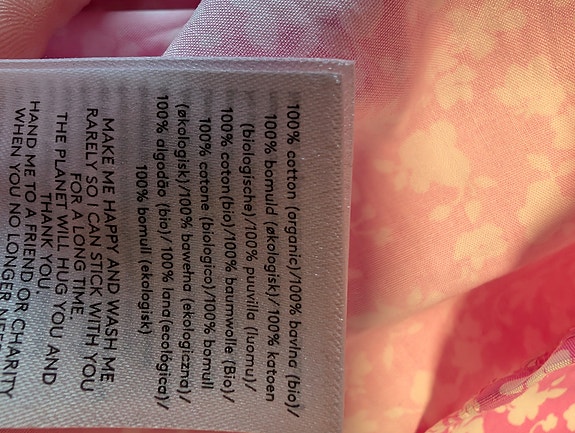 100% cotton (organic)/100% bavlna (bio)/
100% bomuld (økologisk)/ 100% katoen
(biologische)/100% puuvilla (luomu)/
100% coton(bio)/100% baumwolle (Bio)/
100% catone (biologico)/100% bomull
(økologisk)/100% bawełna (ekologiczna)/
100% algodão (bio)/ 100% lana(ecológica)/
100% bomull (ekologisk)
MAKE ME HAPPY AND WASH ME
RARELY SO I CAN STICK WITH YOU
FOR A LONG TIME.
THE PLANET WILL HUG YOU AND
THANK YOU.
HAND ME TO A FRIEND OR CHARITY
WHEN YOU NO LONGER